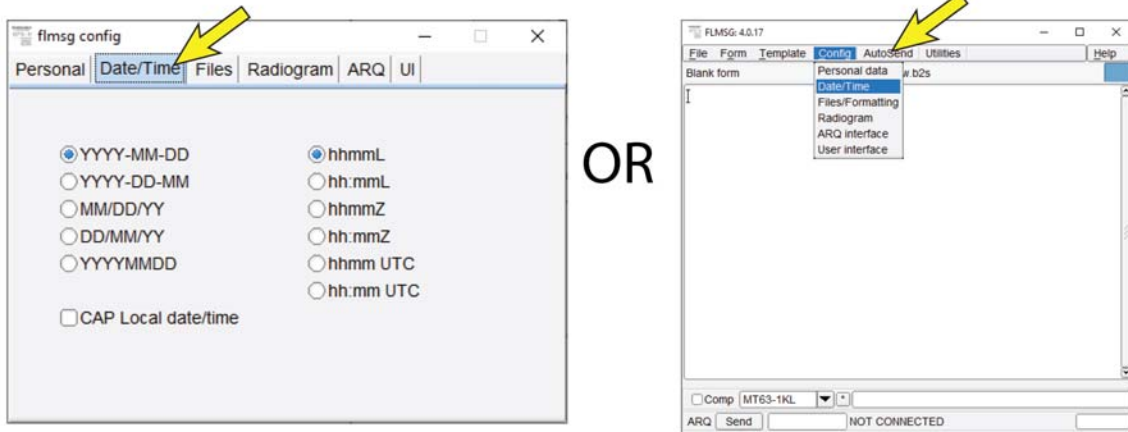 flmsg config
Personal Date/Time Files Radiogram ARQ UI
YYYY-MM-DD hhmmL
YYYY-DD-MM hh:mmL
MM/DD/YY hhmmZ
DD/MM/YY hh:mmZ
YYYYMMDD hhmm UTC
hh:mm UTC
CAP Local date/time
OR
FLMSG: 4.0.17
File Form Template Config AutoSend Utilities Help
Blank form Personal data w.b2s
Date/Time
Files/Formatting
Radiogram
ARQ interface
User interface
Comp MT63-1KL
ARQ Send NOT CONNECTED